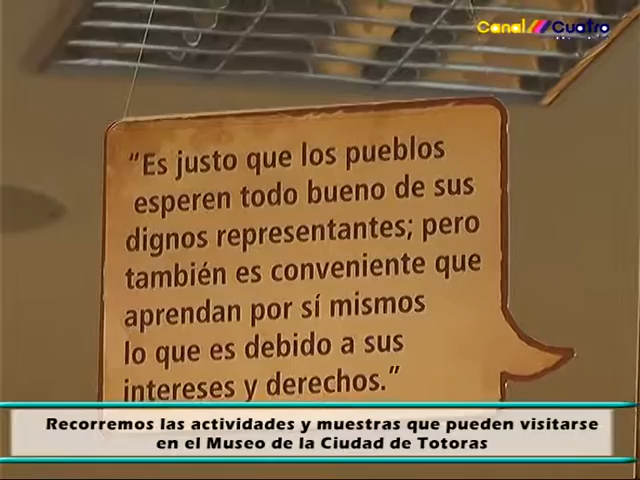 Canal Cuatro
"Es justo que los pueblos
esperen todo bueno de sus
dignos representantes; pero
también es conveniente que
aprendan por sí mismos
lo que es debido a sus
intereses y derechos."
Recorremos las actividades y muestras que pueden visitarse
en el Museo de la Ciudad de Totoras